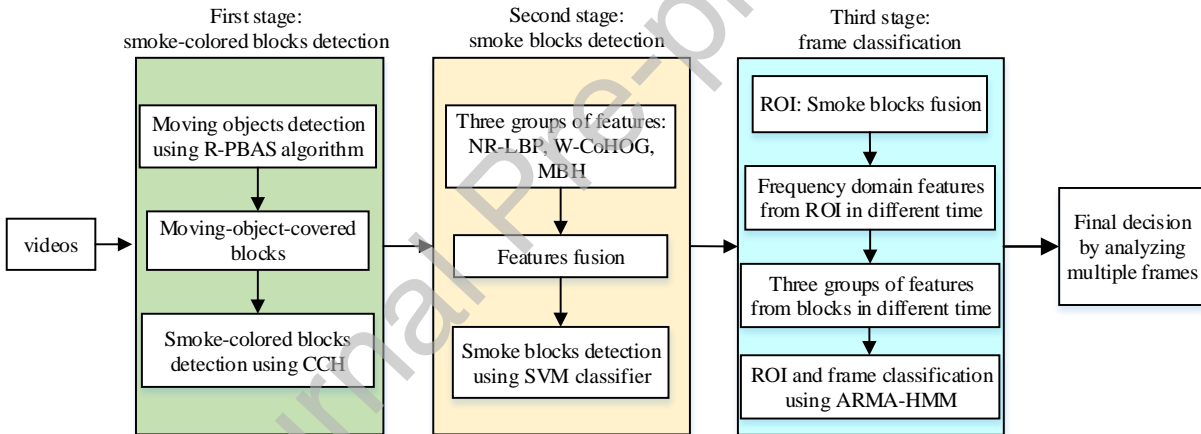 First stage:
smoke-colored blocks detection
Moving objects detection
using R-PBAS algorithm
Moving-object-covered
blocks
Smoke-colored blocks
detection using CCH
videos
Second stage:
smoke blocks detection
Three groups of features:
NR-LBP, W-CoHOG,
MBH
Features fusion
Smoke blocks detection
using SVM classifier
Third stage:
frame classification
ROI: Smoke blocks fusion
Frequency domain features
from ROI in different time
Three groups of features
from blocks in different time
ROI and frame classification
using ARMA-HMM
Final decision
by analyzing
multiple frames
urnal Pre-p